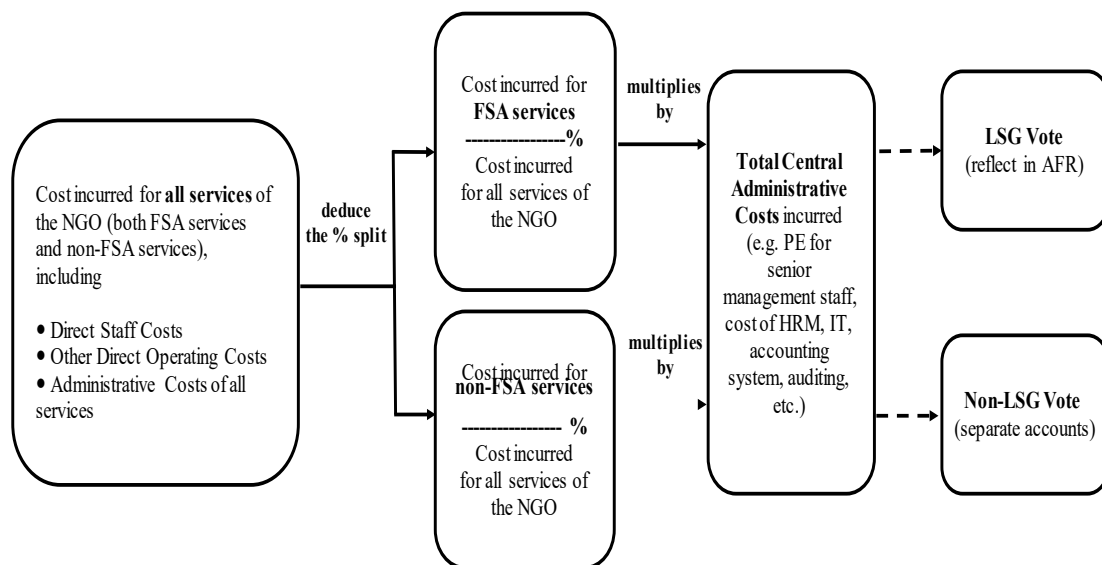 Cost incurred for all services of
the NGO (both FSA services
and non-FSA services),
including
● Direct Staff Costs
● Other Direct Operating Costs
● Administrative Costs of all
services
deduce
the % split
Cost incurred for
FSA services
------------------%
Cost incurred
for all services of
the NGO
Cost incurred for
non-FSA services
----------------- %
Cost incurred
for all services of
the NGO
multiplies
by
multiplies
by
Total Central
Administrative
Costs incurred
(e.g. PE for
senior
management staff,
cost of HRM, IT,
accounting
system, auditing,
etc.)
LSG Vote
(reflect in AFR)
Non-LSG Vote
(separate accounts)